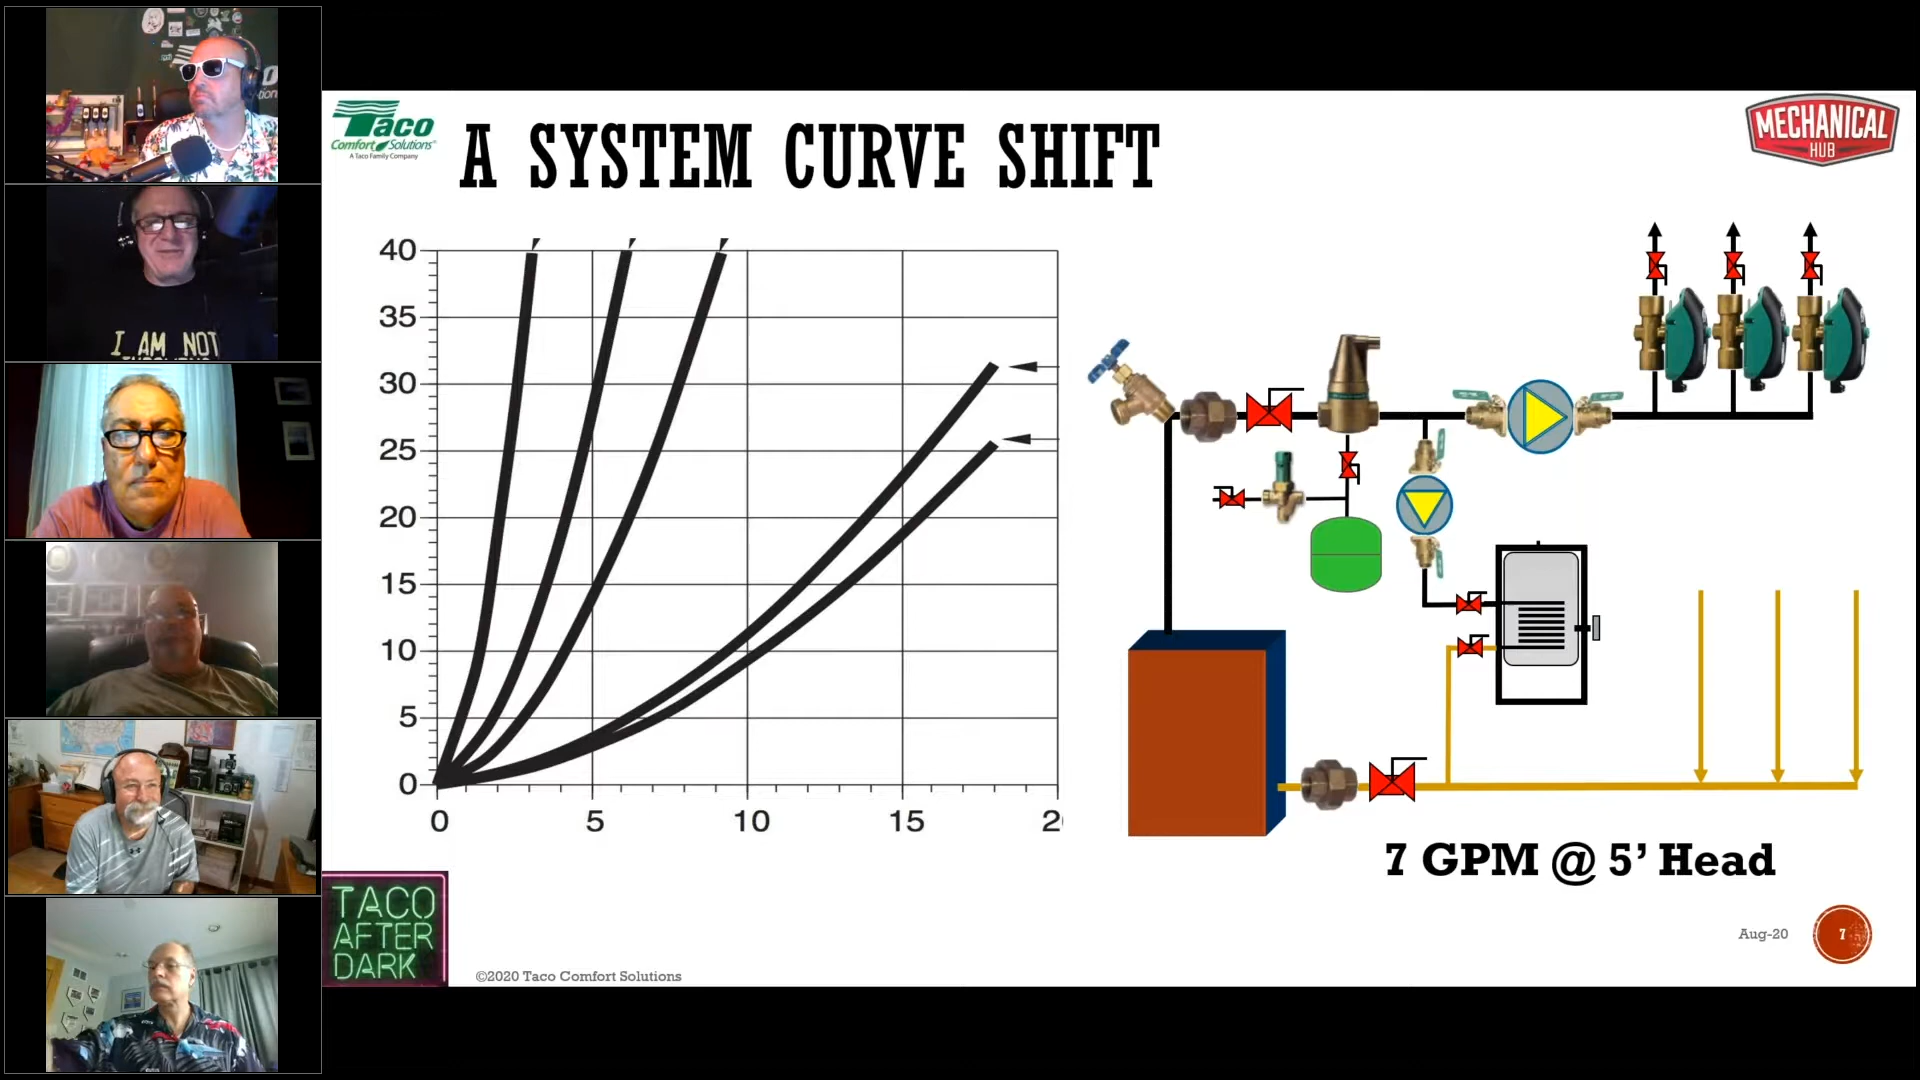 Taco
Comfort Solutions®
A Taco Family Company
A SYSTEM CURVE SHIFT
MECHANICAL
HUB
I AM NOT
40
35
30
25
20
15
10
5
0
0
5
10
15
7 GPM @ 5’ Head
TACO
AFTER
DARK
Aug-20
7
©2020 Taco Comfort Solutions